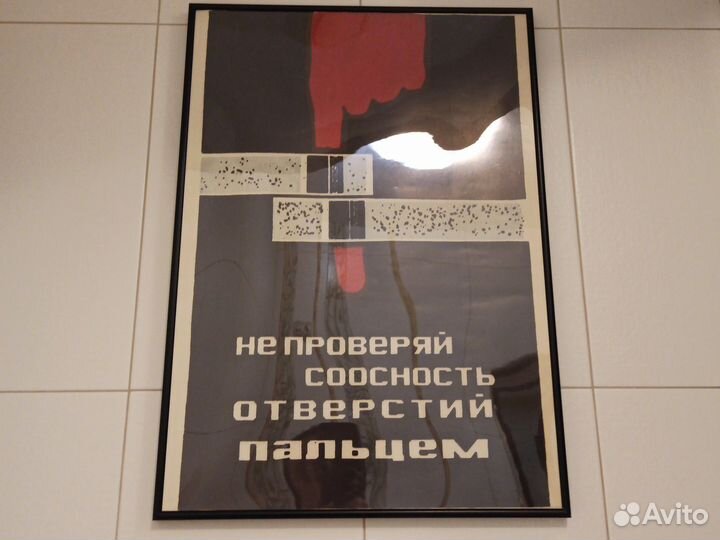 не проверяй
соосность
отверстий
пальцем
Avito